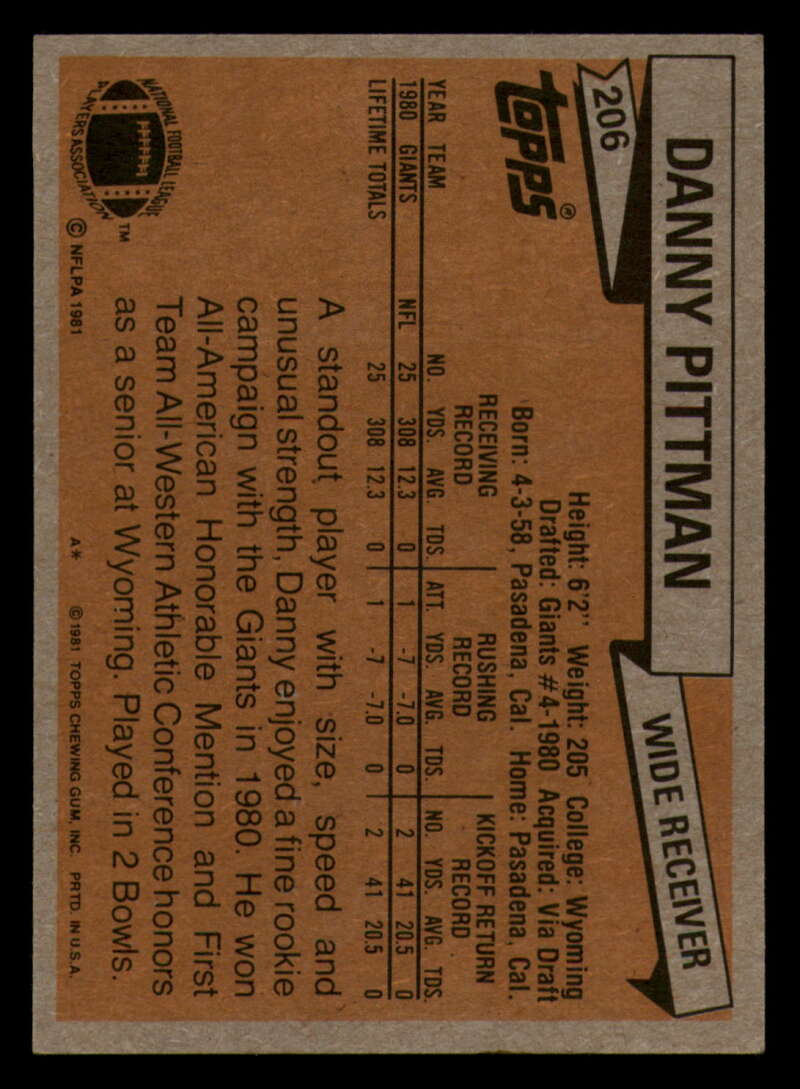 DANNY PITTMAN
WIDE RECEIVER
206
TOPPS®
Height: 6'2" Weight: 205 College: Wyoming
Drafted: Giants #4-1980 Acquired: Via Draft
Born: 4-3-58, Pasadena, Cal. Home: Pasadena, Cal.
RECEIVING RECORD RUSHING RECORD KICKOFF RETURN RECORD
YEAR TEAM NO. YDS. AVG. TDS. ATT. YDS. AVG. TDS. NO. YDS. AVG. TDS.
1980 GIANTS NFL 25 308 12.3 0 1 -7 -7.0 0 2 41 20.5 0
LIFETIME TOTALS 25 308 12.3 0 1 -7 -7.0 0 2 41 20.5 0
A standout player with size, speed and
unusual strength, Danny enjoyed a fine rookie
campaign with the Giants in 1980. He won
All-American Honorable Mention and First
Team All-Western Athletic Conference honors
as a senior at Wyoming. Played in 2 Bowls.
NATIONAL FOOTBALL LEAGUE
PLAYERS ASSOCIATION
TM
© NFLPA 1981
A* © 1981 TOPPS CHEWING GUM, INC. PRTD. IN U.S.A.